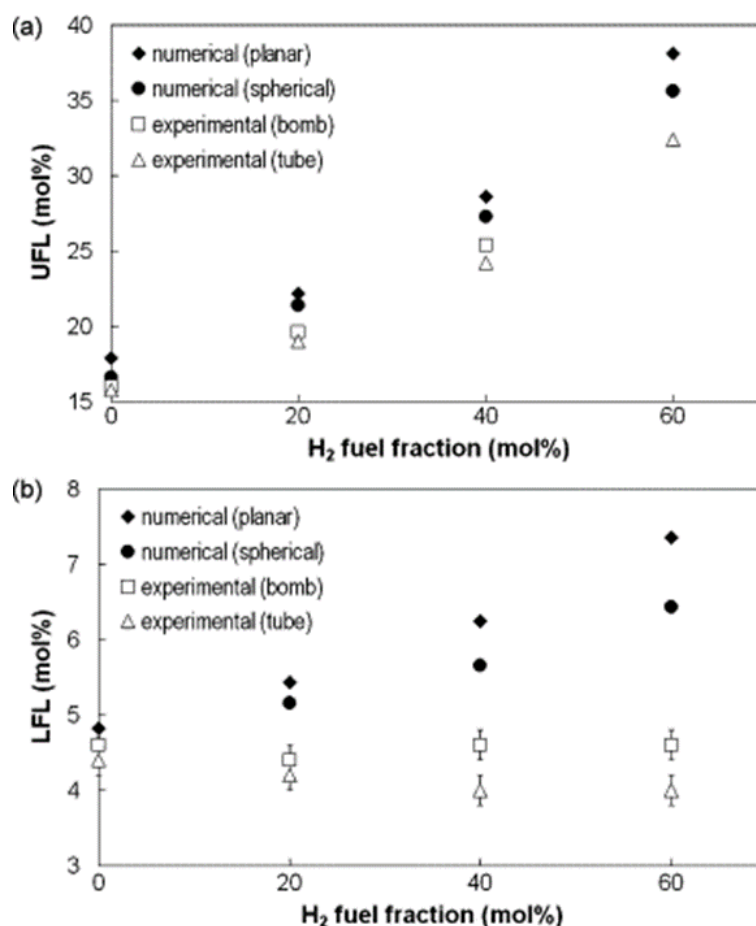 (a)
40
35
30
25
20
15
UFL (mol%)
numerical (planar)
numerical (spherical)
experimental (bomb)
experimental (tube)
0 20 40 60
H₂ fuel fraction (mol%)
(b)
8
7
6
5
4
3
LFL (mol%)
numerical (planar)
numerical (spherical)
experimental (bomb)
experimental (tube)
0 20 40 60
H₂ fuel fraction (mol%)